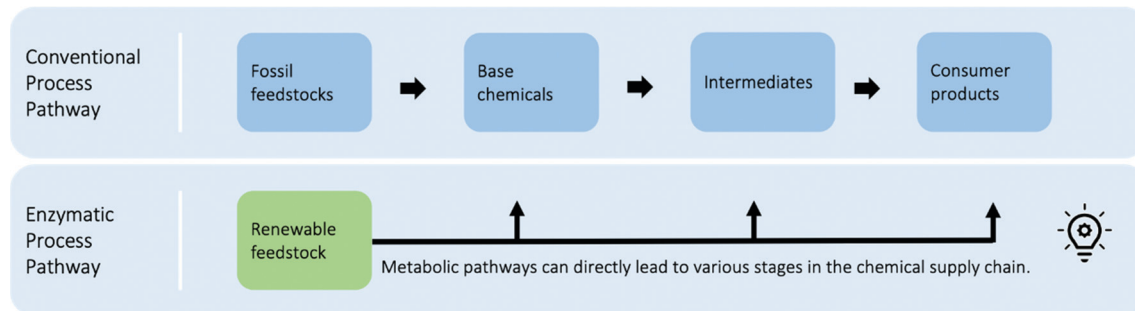 Conventional
Process
Pathway
Fossil
feedstocks
Base
chemicals
Intermediates
Consumer
products
Enzymatic
Process
Pathway
Renewable
feedstock
Metabolic pathways can directly lead to various stages in the chemical supply chain.